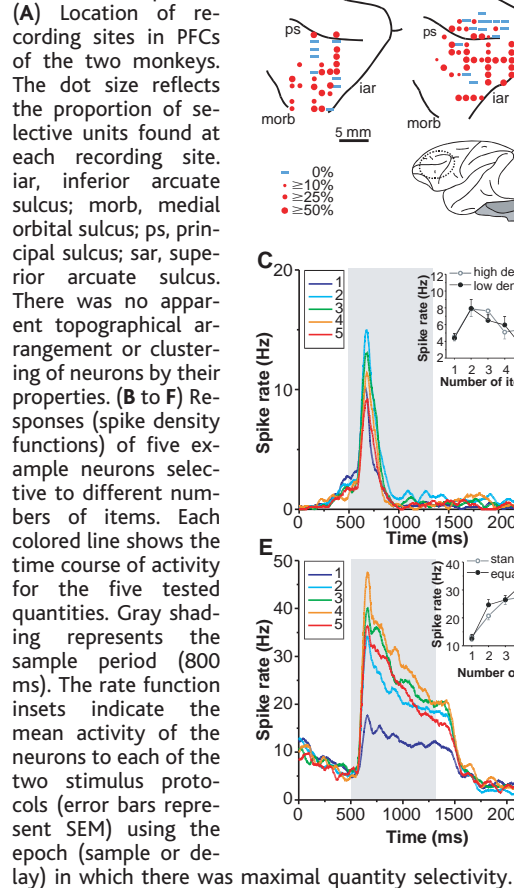 (A) Location of re-
cording sites in PFCs
of the two monkeys.
The dot size reflects
the proportion of se-
lective units found at
each recording site.
iar, inferior arcuate
sulcus; morb, medial
orbital sulcus; ps, prin-
cipal sulcus; sar, supe-
rior arcuate sulcus.
There was no appar-
ent topographical ar-
rangement or cluster-
ing of neurons by their
properties. (B to F) Re-
sponses (spike density
functions) of five ex-
ample neurons selec-
tive to different num-
bers of items. Each
colored line shows the
time course of activity
for the five tested
quantities. Gray shad-
ing represents the
sample period (800
ms). The rate function
insets indicate the
mean activity of the
neurons to each of the
two stimulus proto-
cols (error bars repre-
sent SEM) using the
epoch (sample or de-
lay) in which there was maximal quantity selectivity.
ps
iar
morb
5 mm
ps
iar
morb
0%
≥10%
≥25%
≥50%
C
20
10
0
Spike rate (Hz)
1
2
3
4
5
0 500 1000 1500
Time (ms)
high de
low den
12
10
8
6
4
2
Spike rate (Hz)
1 2 3 4
Number of ite
E
50
40
30
20
10
0
Spike rate (Hz)
1
2
3
4
5
0 500 1000 1500
Time (ms)
stan
equa
40
30
20
10
Spike rate (Hz)
1 2 3
Number of